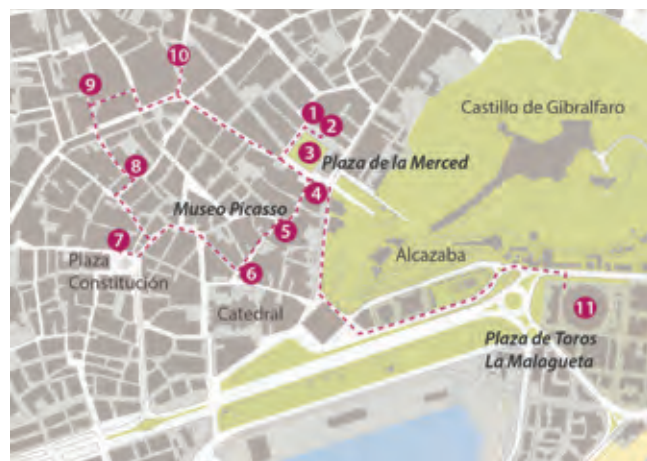 10
9
Castillo de Gibralfaro
1
2
3
Plaza de la Merced
8
4
Museo Picasso
5
7
Plaza
Constitución
6
Alcazaba
Catedral
11
Plaza de Toros
La Malagueta